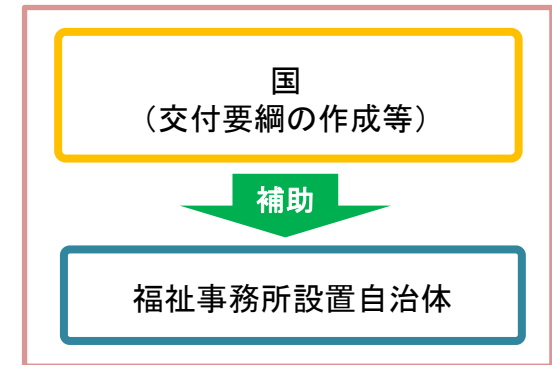 国
（交付要綱の作成等）
補助
福祉事務所設置自治体